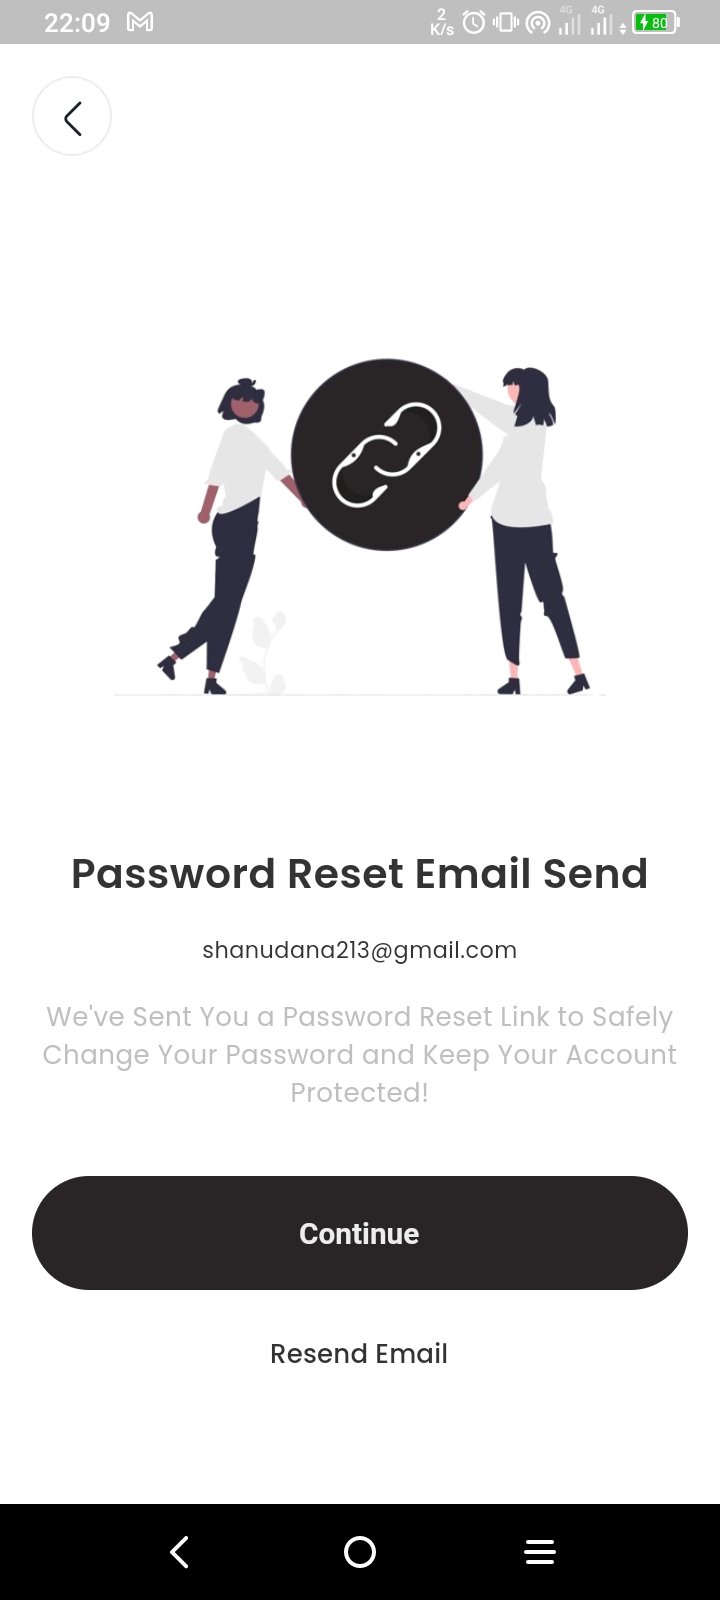 22:09
2
K/s
4G
4G
80
Password Reset Email Send
shanudana213@gmail.com
We've Sent You a Password Reset Link to Safely
Change Your Password and Keep Your Account
Protected!
Continue
Resend Email